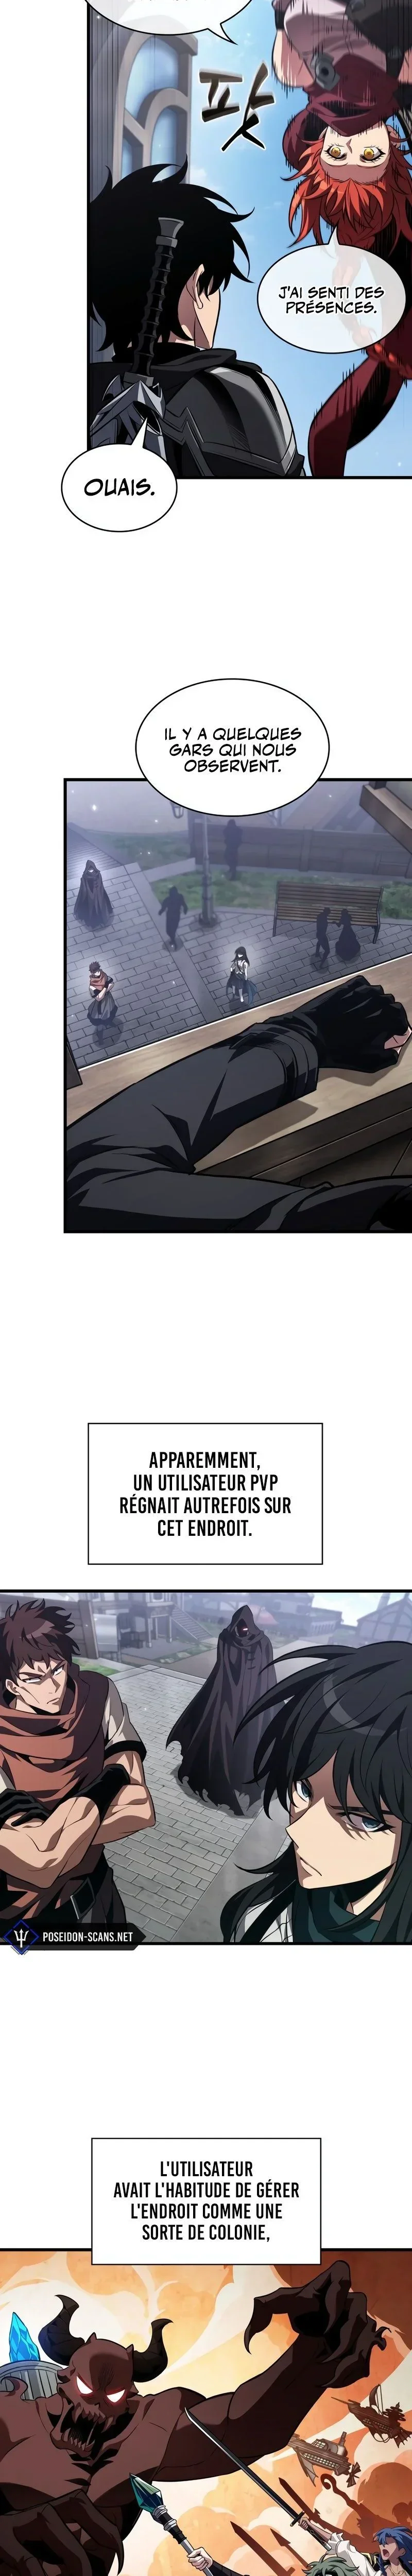 팟
J'AI SENTI DES
PRÉSENCES.
OUAIS.
IL Y A QUELQUES
GARS QUI NOUS
OBSERVENT.
APPAREMMENT,
UN UTILISATEUR PVP
RÉGNAIT AUTREFOIS SUR
CET ENDROIT.
POSEIDON-SCANS.NET
L'UTILISATEUR
AVAIT L'HABITUDE DE GÉRER
L'ENDROIT COMME UNE
SORTE DE COLONIE,